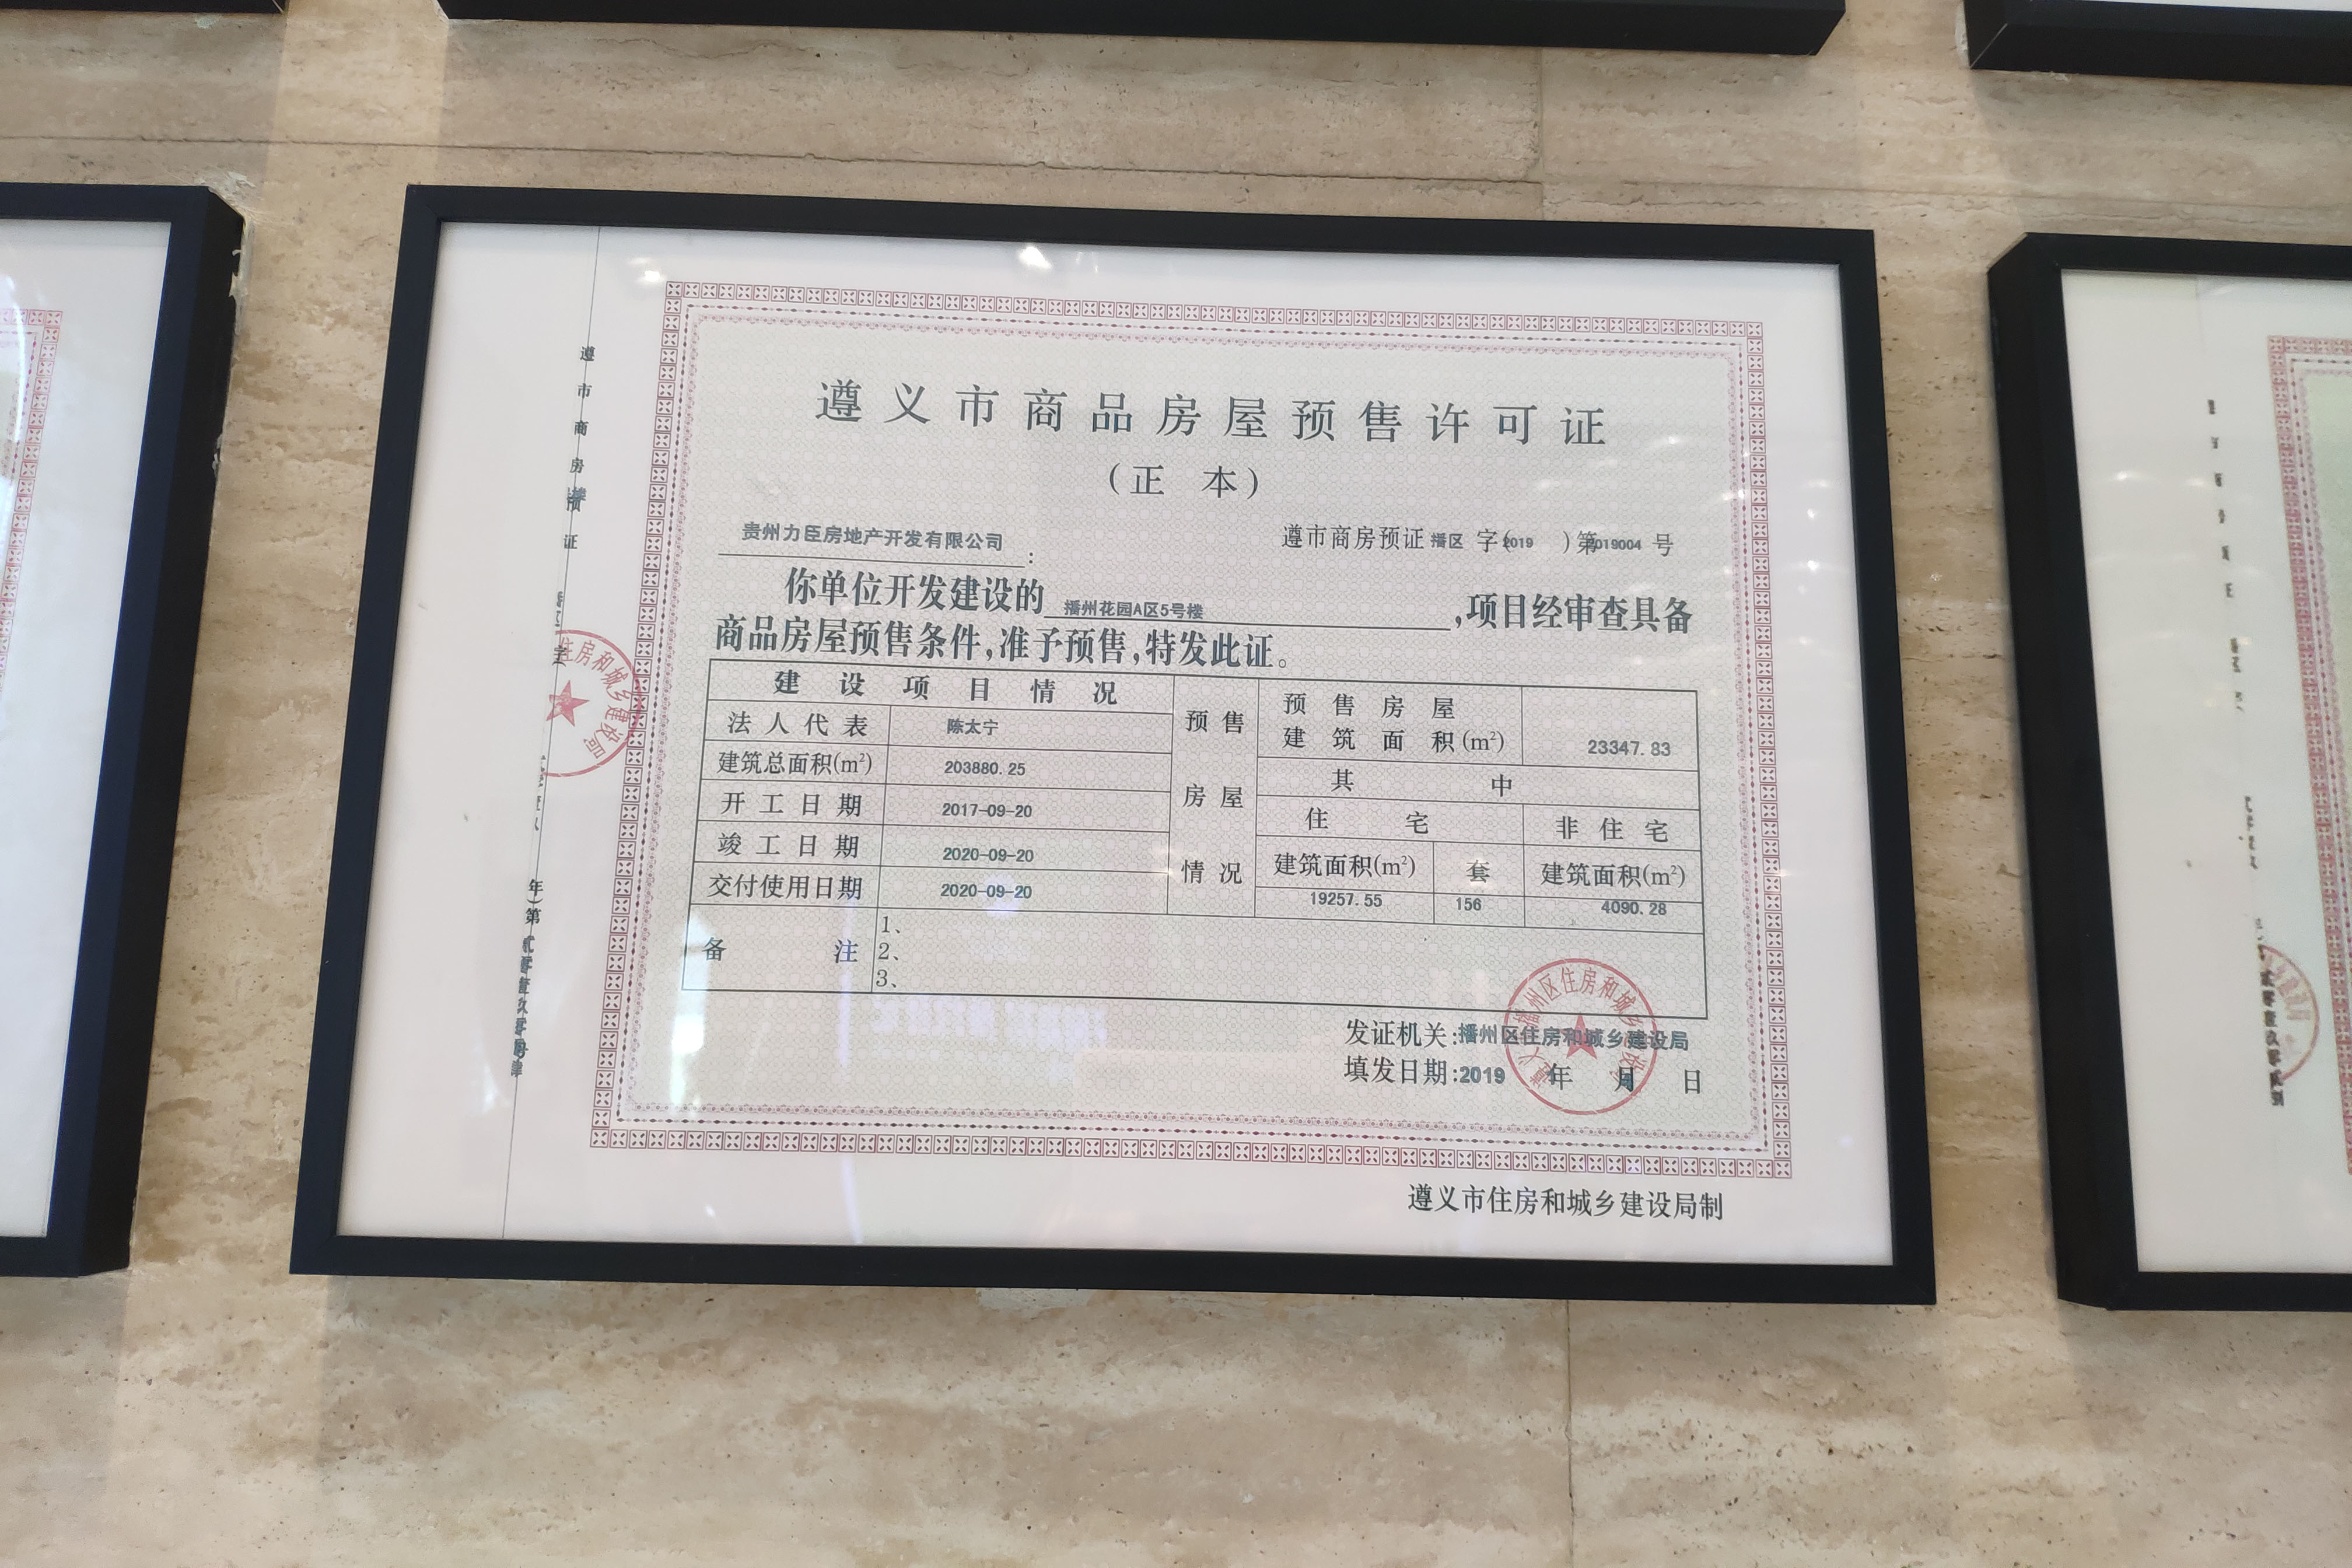 遵义市商品房屋预售许可证
(正 本)
贵州力臣房地产开发有限公司:
遵市商房预证 播区 字(2019)第2019004号
你单位开发建设的 播州花园A区5号楼 ,项目经审查具备
商品房屋预售条件,准予预售,特发此证。
建设项目情况
法人代表 陈太宁
建筑总面积(m²) 203880.25
开工日期 2017-09-20
竣工日期 2020-09-20
交付使用日期 2020-09-20
预售房屋情况
预售房屋建筑面积(m²) 23347.83
其中
住宅 非住宅
建筑面积(m²) 套 建筑面积(m²)
19257.55 156 4090.28
备注
1、
2、
3、
发证机关:播州区住房和城乡建设局
填发日期:2019 年 月 日
遵义市住房和城乡建设局制